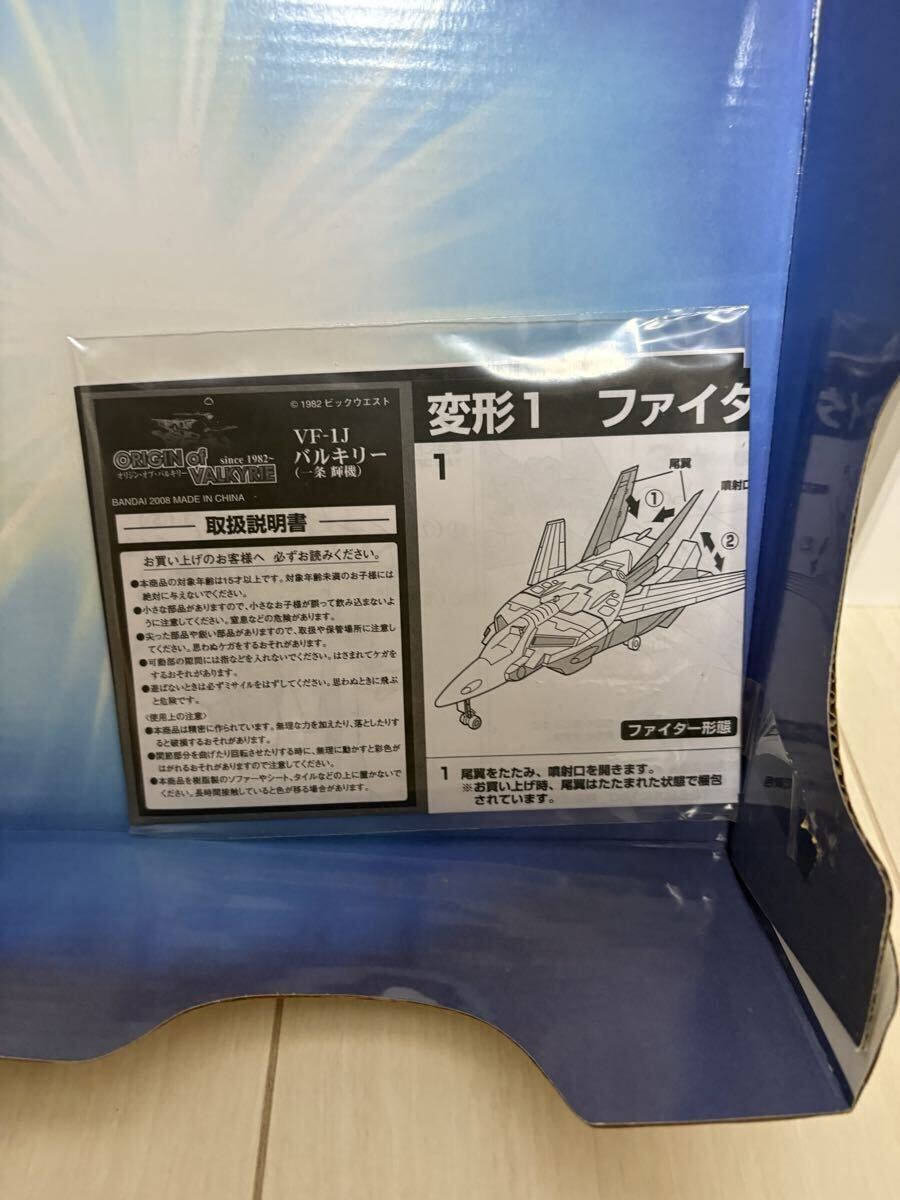 © 1982 ビックウエスト
ORIGIN of
VALKYRIE
since 1982~
オリジン・オブ・バルキリー
VF-1J
バルキリー
(一条 輝機)
BANDAI 2008 MADE IN CHINA
取扱説明書
お買い上げのお客様へ 必ずお読みください。
●本商品の対象年齢は15才以上です。対象年齢未満のお子様には
絶対に与えないでください。
●小さな部品がありますので、小さなお子様が誤って飲み込まないよ
うに注意してください。窒息などの危険があります。
●尖った部品や鋭い部品がありますので、取扱や保管場所に注意し
てください。思わぬケガをするおそれがあります。
●可動部の隙間には指などを入れないでください。はさまれてケガを
するおそれがあります。
●遊ばないときは必ずミサイルをはずしてください。思わぬときに飛ぶ
と危険です。
〈使用上の注意〉
●本商品は精密に作られています。無理な力を加えたり、落としたりす
ると破損するおそれがあります。
●関節部分を曲げたり回転させたりする時に、無理に動かすと彩色が
はがれるおそれがありますので注意してください。
●本商品を樹脂製のソファーやシート、タイルなどの上に置かないで
ください。長時間接触していると色が移る場合があります。
変形1 ファイタ
1
尾翼
①
噴射口
②
ファイター形態
1 尾翼をたたみ、噴射口を開きます。
※お買い上げ時、尾翼はたたまれた状態で梱包
されています。